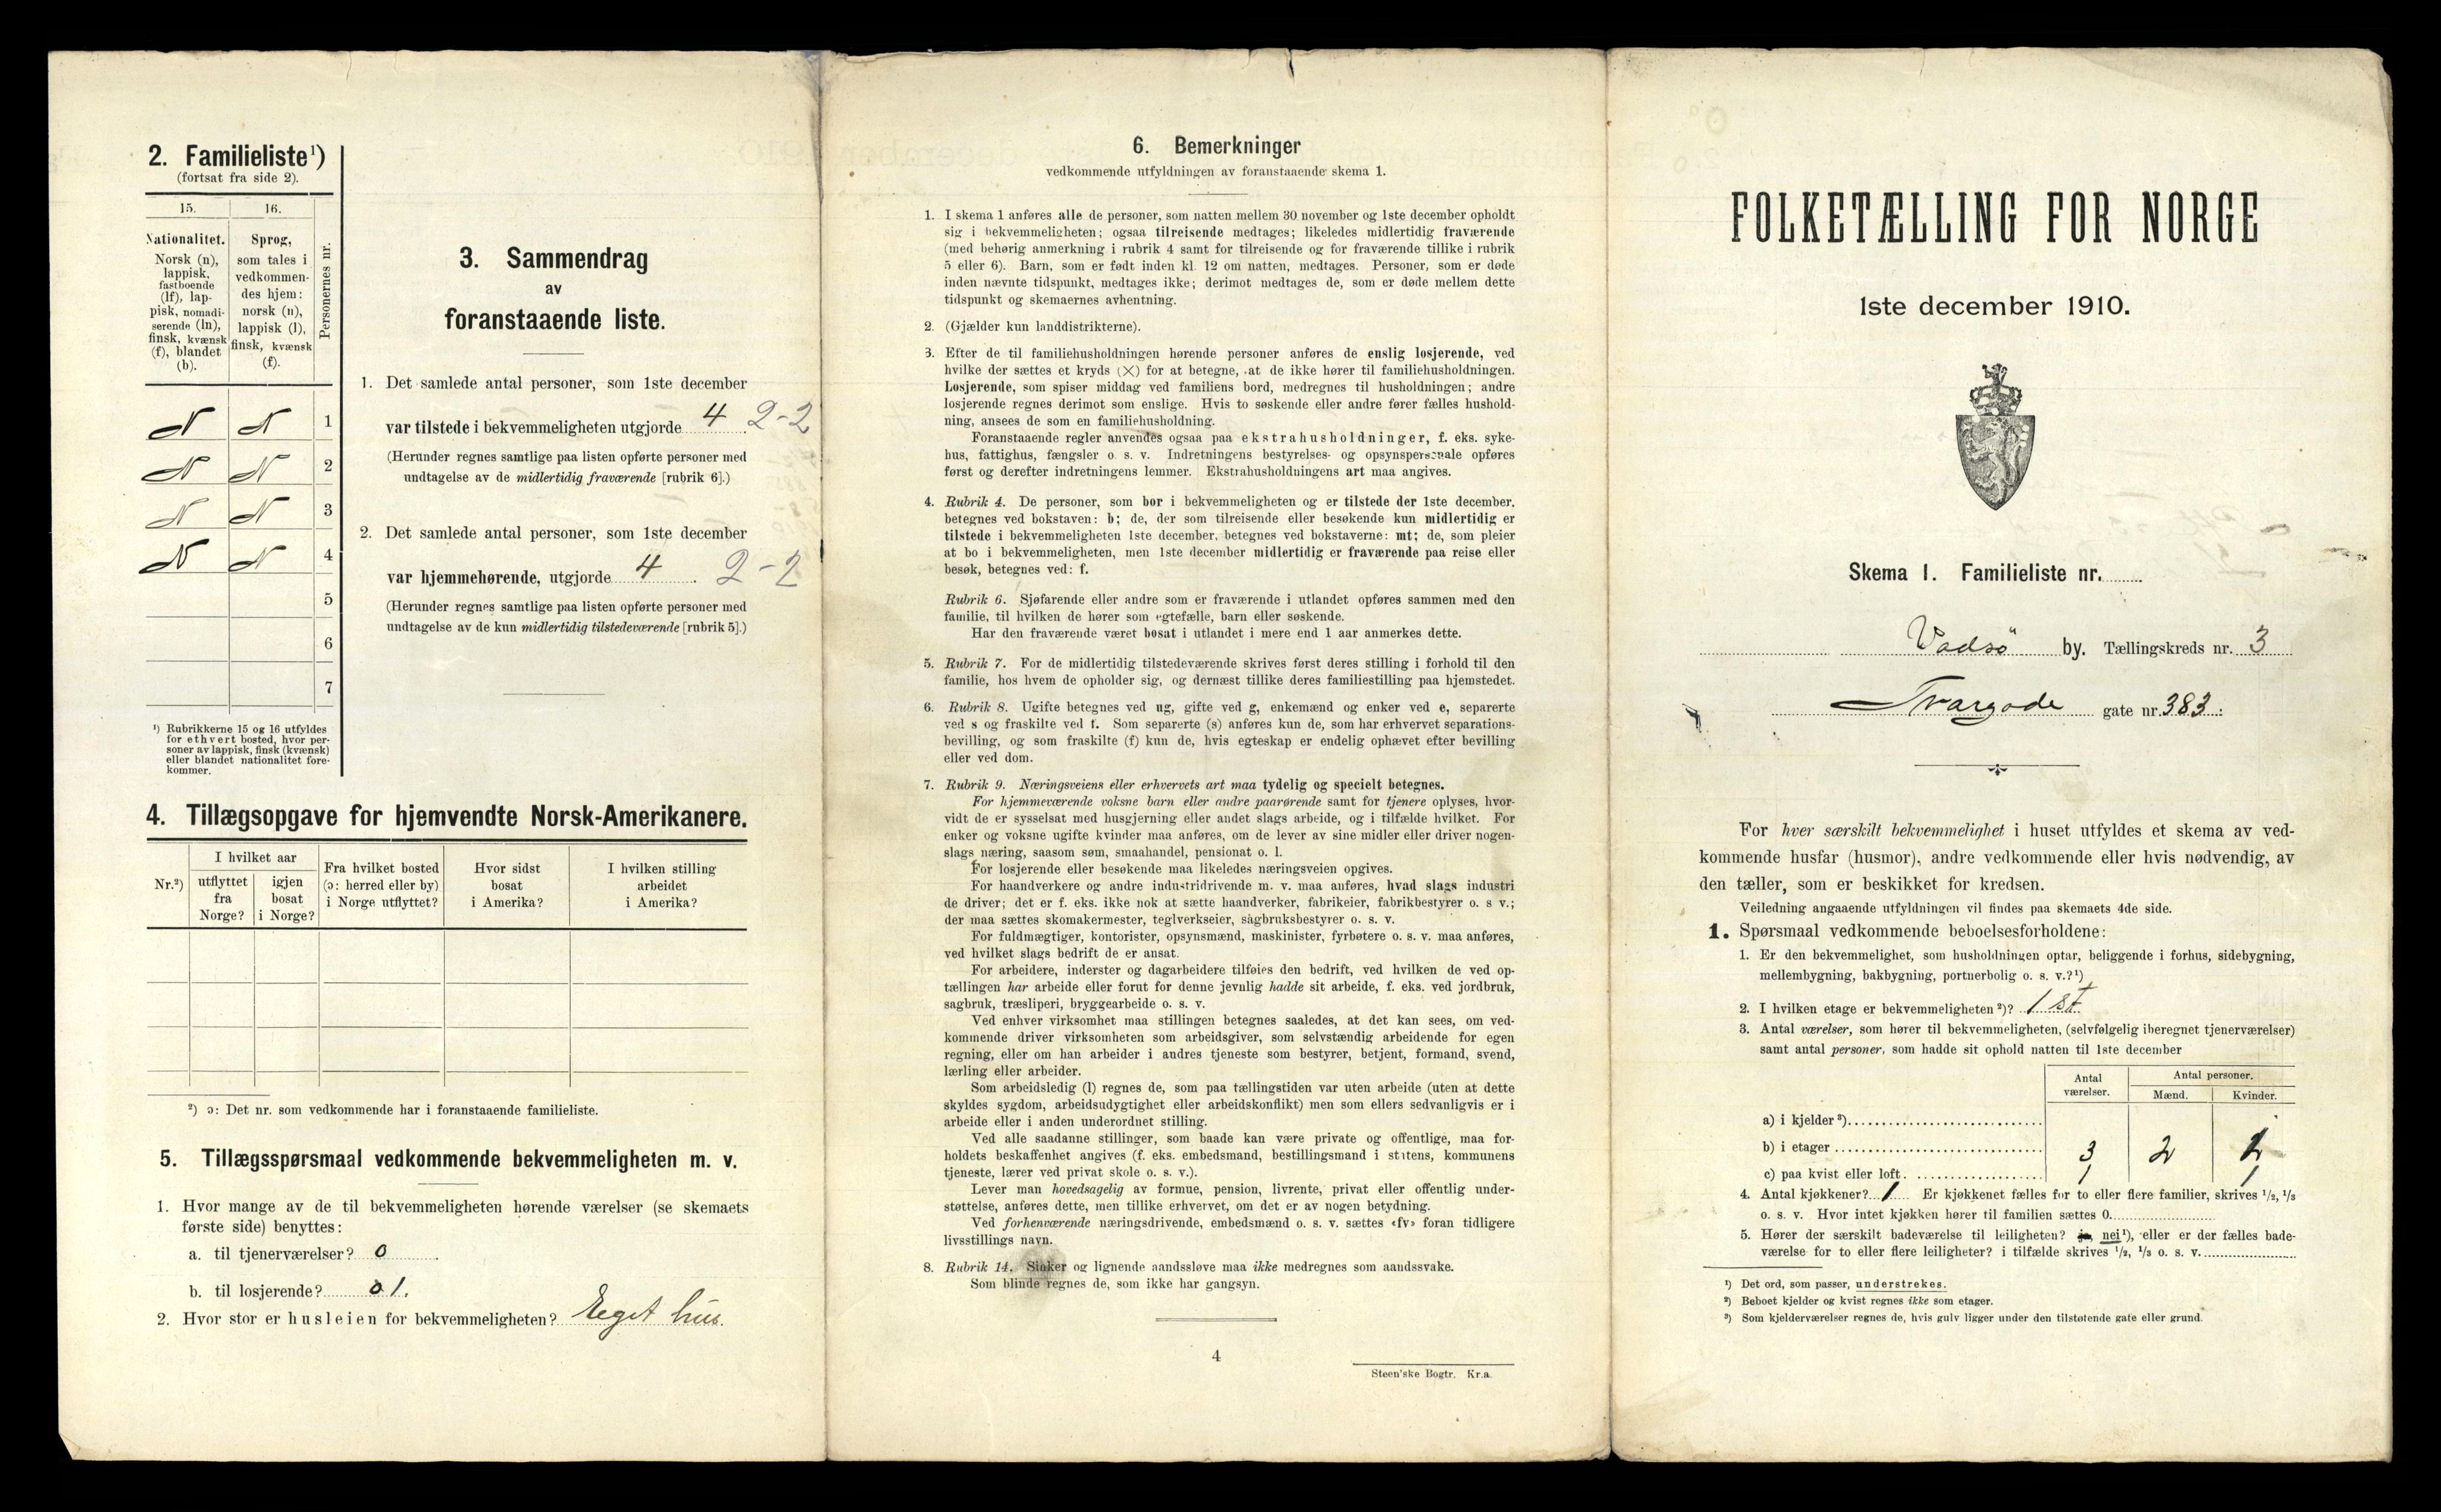 2. Familieliste¹)
(fortsat fra side 2).
15.
Nationalitet.
Norsk (n),
lappisk,
fastboende
(lf), lap-
pisk, nomadi-
serende (ln),
finsk, kvænsk
(f), blandet
(b).
16.
Sprog,
som tales i
vedkommen-
des hjem:
norsk (n),
lappisk (l),
finsk, kvænsk
(f).
Personernes nr.
N N 1
N N 2
N N 3
N N 4
5
6
7
¹) Rubrikkerne 15 og 16 utfyldes
for ethvert bosted, hvor per-
soner av lappisk, finsk (kvænsk)
eller blandet nationalitet fore-
kommer.
3. Sammendrag
av
foranstaaende liste.
1. Det samlede antal personer, som 1ste december
var tilstede i bekvemmeligheten utgjorde 4 2-2
(Herunder regnes samtlige paa listen opførte personer med
undtagelse av de midlertidig fraværende [rubrik 6].)
2. Det samlede antal personer, som 1ste december
var hjemmehørende, utgjorde 4. 2-2
(Herunder regnes samtlige paa listen opførte personer med
undtagelse av de kun midlertidig tilstedeværende [rubrik 5].)
4. Tillægsopgave for hjemvendte Norsk-Amerikanere.
Nr.²)
I hvilket aar
utflyttet
fra
Norge?
igjen
bosat
i Norge?
Fra hvilket bosted
(ɔ: herred eller by)
i Norge utflyttet?
Hvor sidst
bosat
i Amerika?
I hvilken stilling
arbeidet
i Amerika?
²) ɔ: Det nr. som vedkommende har i foranstaaende familieliste.
5. Tillægsspørsmaal vedkommende bekvemmeligheten m. v.
1. Hvor mange av de til bekvemmeligheten hørende værelser (se skemaets
første side) benyttes:
a. til tjenerværelser? 0
b. til losjerende? 0 1.
2. Hvor stor er husleien for bekvemmeligheten? Eeget hus.
6. Bemerkninger
vedkommende utfyldningen av foranstaaende skema 1.
1. I skema 1 anføres alle de personer, som natten mellem 30 november og 1ste december opholdt
sig i bekvemmeligheten; ogsaa tilreisende medtages; likeledes midlertidig fraværende
(med behørig anmerkning i rubrik 4 samt for tilreisende og for fraværende tillike i rubrik
5 eller 6). Barn, som er født inden kl. 12 om natten, medtages. Personer, som er døde
inden nævnte tidspunkt, medtages ikke; derimot medtages de, som er døde mellem dette
tidspunkt og skemaernes avhentning.
2. (Gjælder kun landdistrikterne).
3. Efter de til familiehusholdningen hørende personer anføres de enslig losjerende, ved
hvilke der sættes et kryds (×) for at betegne, at de ikke hører til familiehusholdningen.
Losjerende, som spiser middag ved familiens bord, medregnes til husholdningen; andre
losjerende regnes derimot som enslige. Hvis to søskende eller andre fører fælles hushold-
ning, ansees de som en familiehusholdning.
Foranstaaende regler anvendes ogsaa paa ekstrahusholdninger, f. eks. syke-
hus, fattighus, fængsler o. s. v. Indretningens bestyrelses- og opsynspersonale opføres
først og derefter indretningens lemmer. Ekstrahusholdningens art maa angives.
4. Rubrik 4. De personer, som bor i bekvemmeligheten og er tilstede der 1ste december,
betegnes ved bokstaven: b; de, der som tilreisende eller besøkende kun midlertidig er
tilstede i bekvemmeligheten 1ste december, betegnes ved bokstaverne: mt; de, som pleier
at bo i bekvemmeligheten, men 1ste december midlertidig er fraværende paa reise eller
besøk, betegnes ved: f.
Rubrik 6. Sjøfarende eller andre som er fraværende i utlandet opføres sammen med den
familie, til hvilken de hører som egtefælle, barn eller søskende.
Har den fraværende været bosat i utlandet i mere end 1 aar anmerkes dette.
5. Rubrik 7. For de midlertidig tilstedeværende skrives først deres stilling i forhold til den
familie, hos hvem de opholder sig, og dernæst tillike deres familiestilling paa hjemstedet.
6. Rubrik 8. Ugifte betegnes ved ug, gifte ved g, enkemænd og enker ved e, separerte
ved s og fraskilte ved f. Som separerte (s) anføres kun de, som har erhvervet separations-
bevilling, og som fraskilte (f) kun de, hvis egteskap er endelig ophævet efter bevilling
eller ved dom.
7. Rubrik 9. Næringsveiens eller erhvervets art maa tydelig og specielt betegnes.
For hjemmeværende voksne barn eller andre paarørende samt for tjenere oplyses, hvor-
vidt de er sysselsat med husgjerning eller andet slags arbeide, og i tilfælde hvilket. For
enker og voksne ugifte kvinder maa anføres, om de lever av sine midler eller driver nogen-
slags næring, saasom søm, smaahandel, pensionat o. l.
For losjerende eller besøkende maa likeledes næringsveien opgives.
For haandverkere og andre industridrivende m. v. maa anføres, hvad slags industri
de driver; det er f. eks. ikke nok at sætte haandverker, fabrikeier, fabrikbestyrer o. s v.;
der maa sættes skomakermester, teglverkseier, sagbruksbestyrer o. s. v.
For fuldmægtiger, kontorister, opsynsmænd, maskinister, fyrbøtere o. s. v. maa anføres,
ved hvilket slags bedrift de er ansat.
For arbeidere, inderster og dagarbeidere tilføies den bedrift, ved hvilken de ved op-
tællingen har arbeide eller forut for denne jevnlig hadde sit arbeide, f. eks. ved jordbruk,
sagbruk, træsliperi, bryggearbeide o. s. v.
Ved enhver virksomhet maa stillingen betegnes saaledes, at det kan sees, om ved-
kommende driver virksomheten som arbeidsgiver, som selvstændig arbeidende for egen
regning, eller om han arbeider i andres tjeneste som bestyrer, betjent, formand, svend,
lærling eller arbeider.
Som arbeidsledig (l) regnes de, som paa tællingstiden var uten arbeide (uten at dette
skyldes sygdom, arbeidsudygtighet eller arbeidskonflikt) men som ellers sedvanligvis er i
arbeide eller i anden underordnet stilling.
Ved alle saadanne stillinger, som baade kan være private og offentlige, maa for-
holdets beskaffenhet angives (f. eks. embedsmand, bestillingsmand i statens, kommunens
tjeneste, lærer ved privat skole o. s. v.).
Lever man hovedsagelig av formue, pension, livrente, privat eller offentlig under-
støttelse, anføres dette, men tillike erhvervet, om det er av nogen betydning.
Ved forhenværende næringsdrivende, embedsmænd o. s. v. sættes «fv» foran tidligere
livsstillings navn.
8. Rubrik 14. Sinker og lignende aandssløve maa ikke medregnes som aandssvake.
Som blinde regnes de, som ikke har gangsyn.
4
Steen'ske Bogtr. Kr.a.
FOLKETÆLLING FOR NORGE
1ste december 1910.
Skema 1. Familieliste nr.
Vadsö by. Tællingskreds nr. 3
Tvargade gate nr. 383:
For hver særskilt bekvemmelighet i huset utfyldes et skema av ved-
kommende husfar (husmor), andre vedkommende eller hvis nødvendig, av
den tæller, som er beskikket for kredsen.
Veiledning angaaende utfyldningen vil findes paa skemaets 4de side.
1. Spørsmaal vedkommende beboelsesforholdene:
1. Er den bekvemmelighet, som husholdningen optar, beliggende i forhus, sidebygning,
mellembygning, bakbygning, portnerbolig o. s. v.?¹)
2. I hvilken etage er bekvemmeligheten ²)? 1st
3. Antal værelser, som hører til bekvemmeligheten, (selvfølgelig iberegnet tjenerværelser)
samt antal personer, som hadde sit ophold natten til 1ste december
Antal
værelser.
Antal personer.
Mænd. Kvinder.
a) i kjelder ³)
b) i etager 3 2 2
c) paa kvist eller loft
4. Antal kjøkkener? 1 Er kjøkkenet fælles for to eller flere familier, skrives ¹/₂, ¹/₃
o. s. v. Hvor intet kjøkken hører til familien sættes 0.
5. Hører der særskilt badeværelse til leiligheten? ja, nei ¹), eller er der fælles bade-
værelse for to eller flere leiligheter? i tilfælde skrives ¹/₂, ¹/₃ o. s. v.
¹) Det ord, som passer, understrekes.
²) Beboet kjelder og kvist regnes ikke som etager.
³) Som kjelderværelser regnes de, hvis gulv ligger under den tilstøtende gate eller grund.